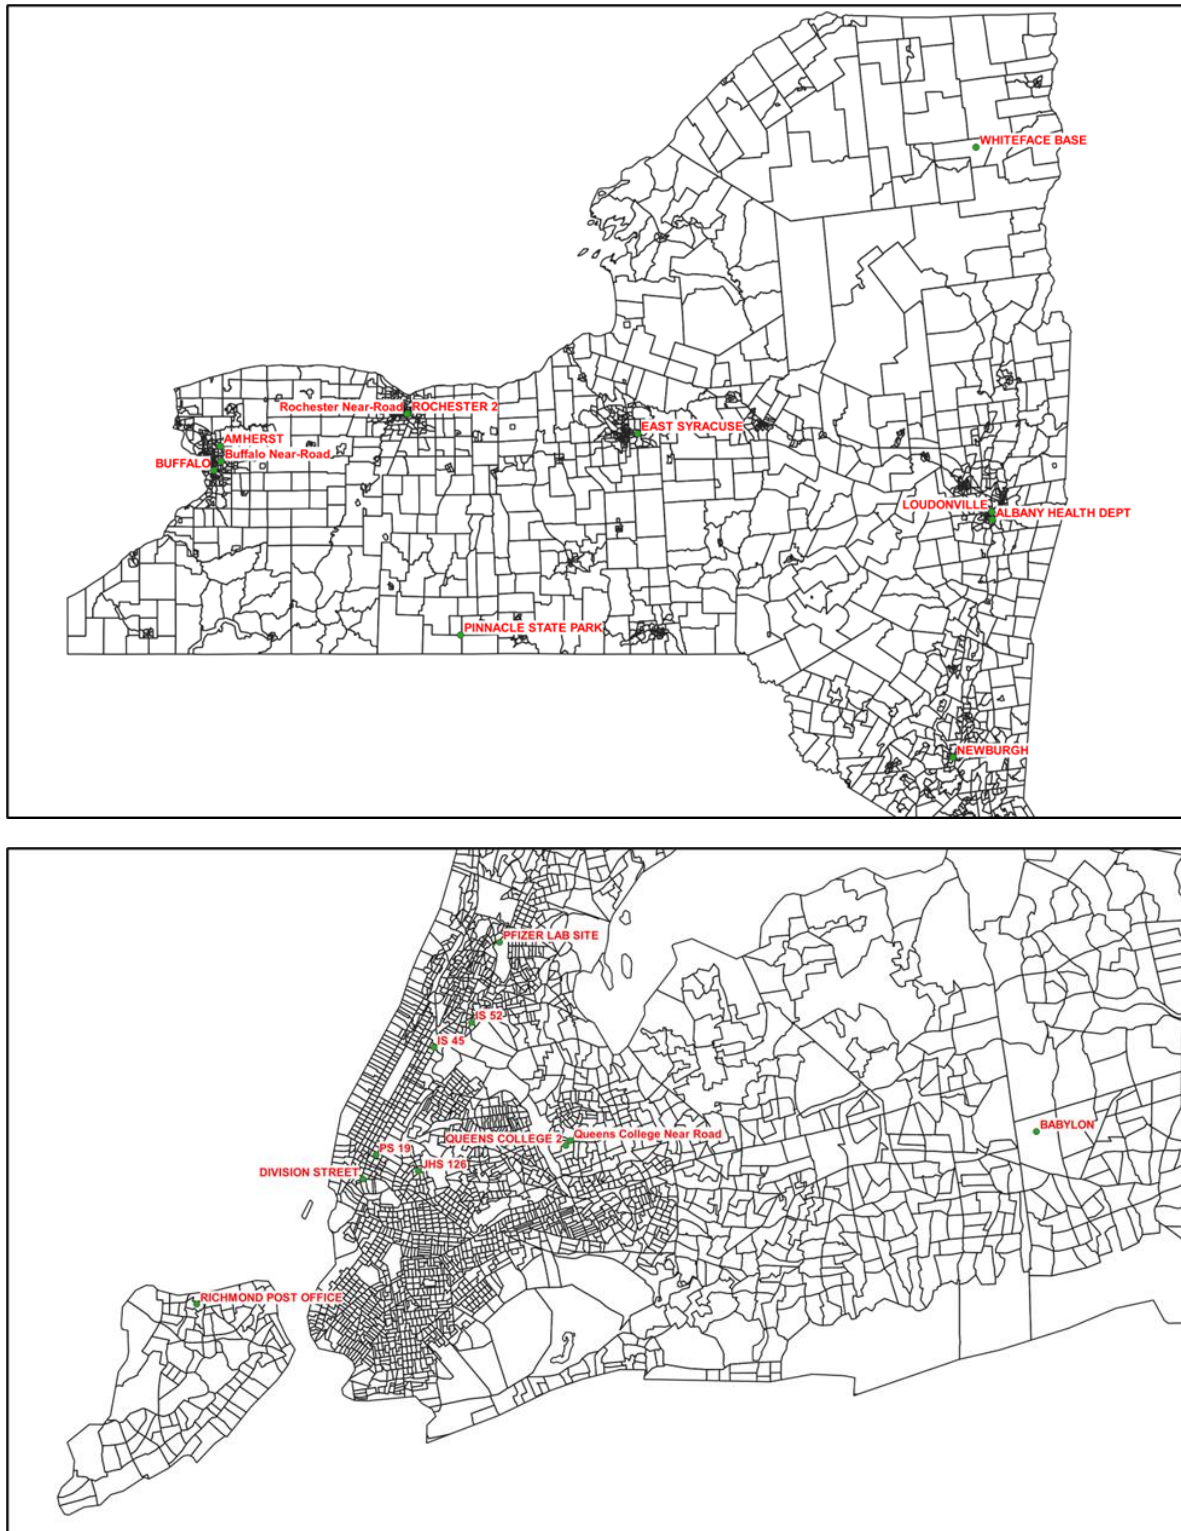 WHITEFACE BASE
Rochester Near-Road
ROCHESTER 2
EAST SYRACUSE
AMHERST
Buffalo Near-Road
BUFFALO
LOUDONVILLE
ALBANY HEALTH DEPT
PINNACLE STATE PARK
NEWBURGH
PFIZER LAB SITE
IS 52
IS 45
BABYLON
QUEENS COLLEGE 2
Queens College Near Road
PS 19
JHS 126
DIVISION STREET
RICHMOND POST OFFICE